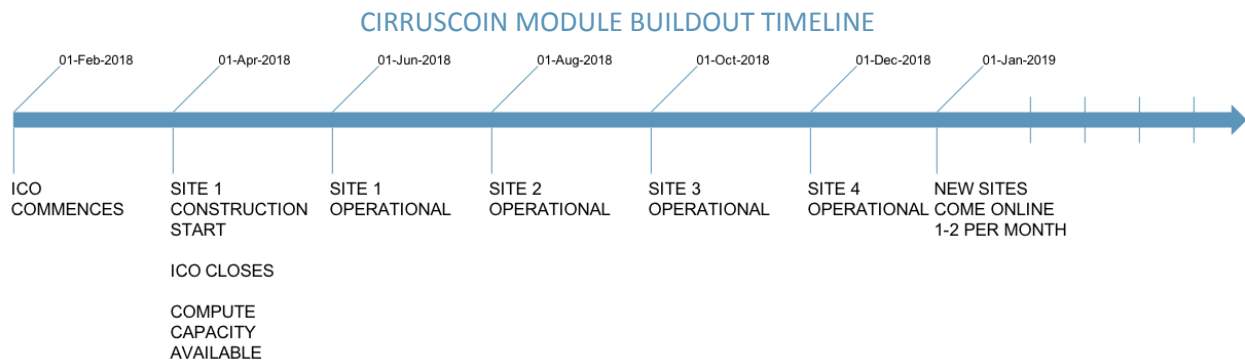 CIRRUSCOIN MODULE BUILDOUT TIMELINE
01-Feb-2018
01-Apr-2018
01-Jun-2018
01-Aug-2018
01-Oct-2018
01-Dec-2018
01-Jan-2019
ICO
COMMENCES
SITE 1
CONSTRUCTION
START
ICO CLOSES
COMPUTE
CAPACITY
AVAILABLE
SITE 1
OPERATIONAL
SITE 2
OPERATIONAL
SITE 3
OPERATIONAL
SITE 4
OPERATIONAL
NEW SITES
COME ONLINE
1-2 PER MONTH